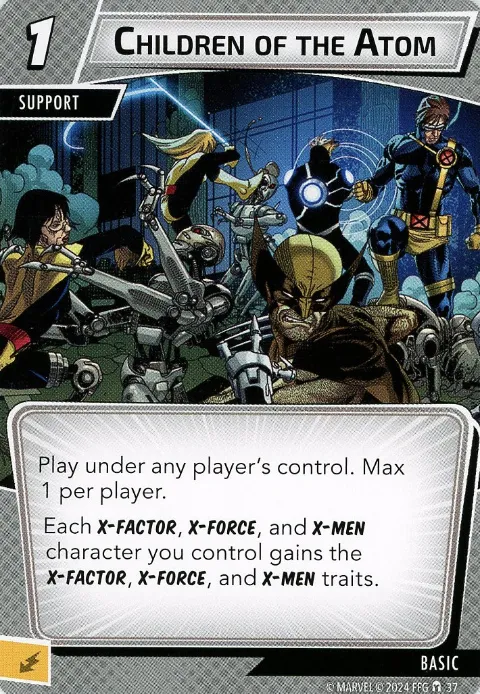 1
CHILDREN OF THE ATOM
SUPPORT
Play under any player's control. Max
1 per player.
Each X-FACTOR, X-FORCE, and X-MEN
character you control gains the
X-FACTOR, X-FORCE, and X-MEN traits.
BASIC
© MARVEL © 2024 FFG 37